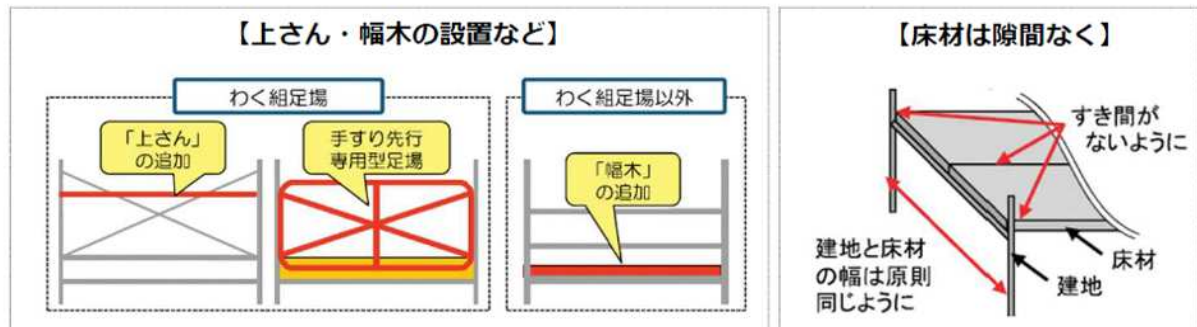 【上さん・幅木の設置など】
わく組足場
「上さん」
の追加
手すり先行
専用型足場
わく組足場以外
「幅木」
の追加
【床材は隙間なく】
すき間が
ないように
建地と床材
の幅は原則
同じように
床材
建地